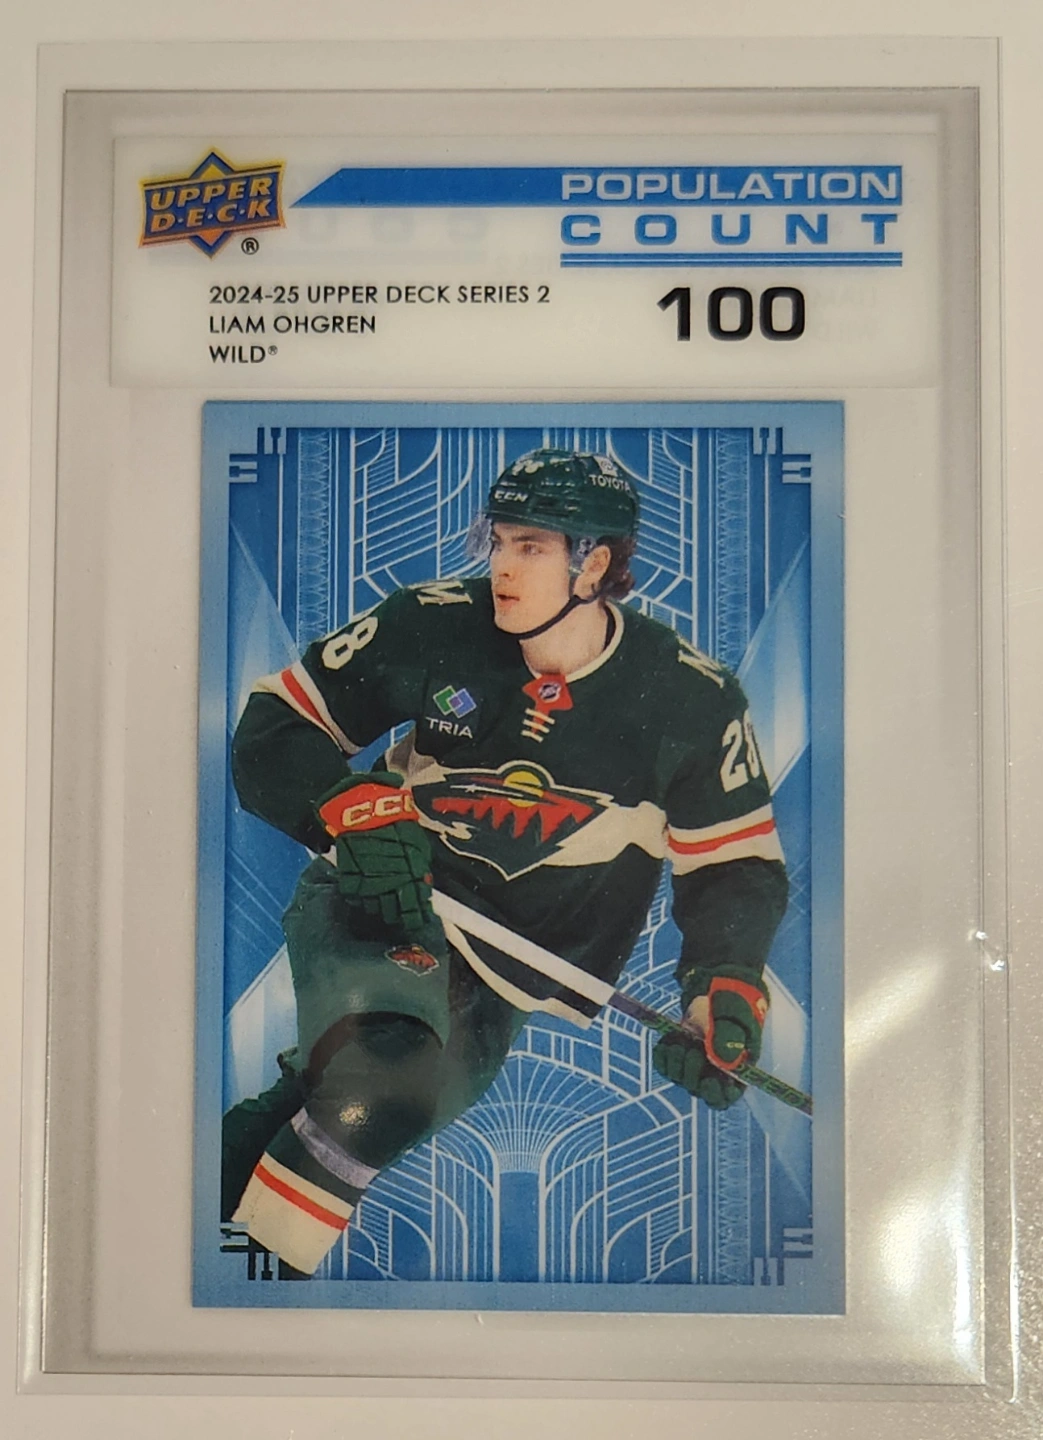 UPPER
D·E·C·K
®
POPULATION
COUNT
2024-25 UPPER DECK SERIES 2
LIAM OHGREN
WILD®
100
28
CCM
TOYOTA
M
28
TRIA
28
CCM